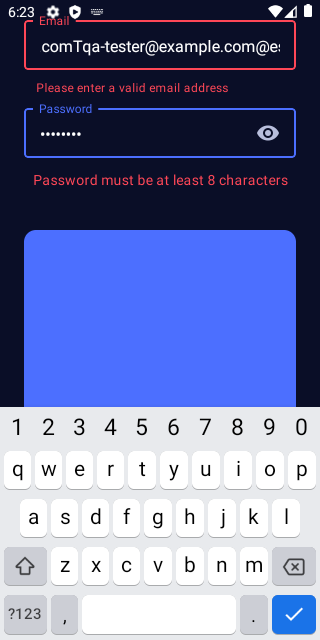 6:23
Email
comTqa-tester@example.com@e
Please enter a valid email address
Password
••••••••
Password must be at least 8 characters
1 2 3 4 5 6 7 8 9 0
q w e r t y u i o p
a s d f g h j k l
z x c v b n m
?123 , .